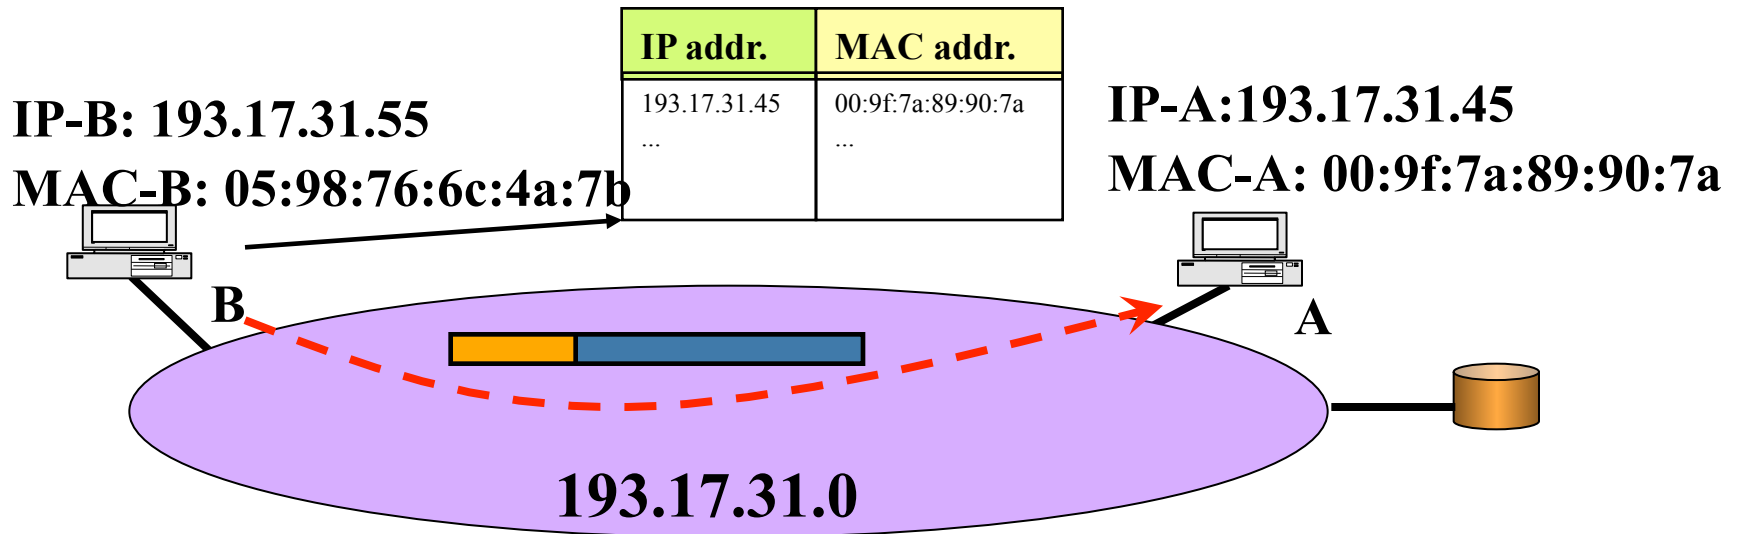 IP addr. MAC addr.
193.17.31.45 00:9f:7a:89:90:7a
... ...
IP-B: 193.17.31.55
MAC-B: 05:98:76:6c:4a:7b
IP-A:193.17.31.45
MAC-A: 00:9f:7a:89:90:7a
B
A
193.17.31.0